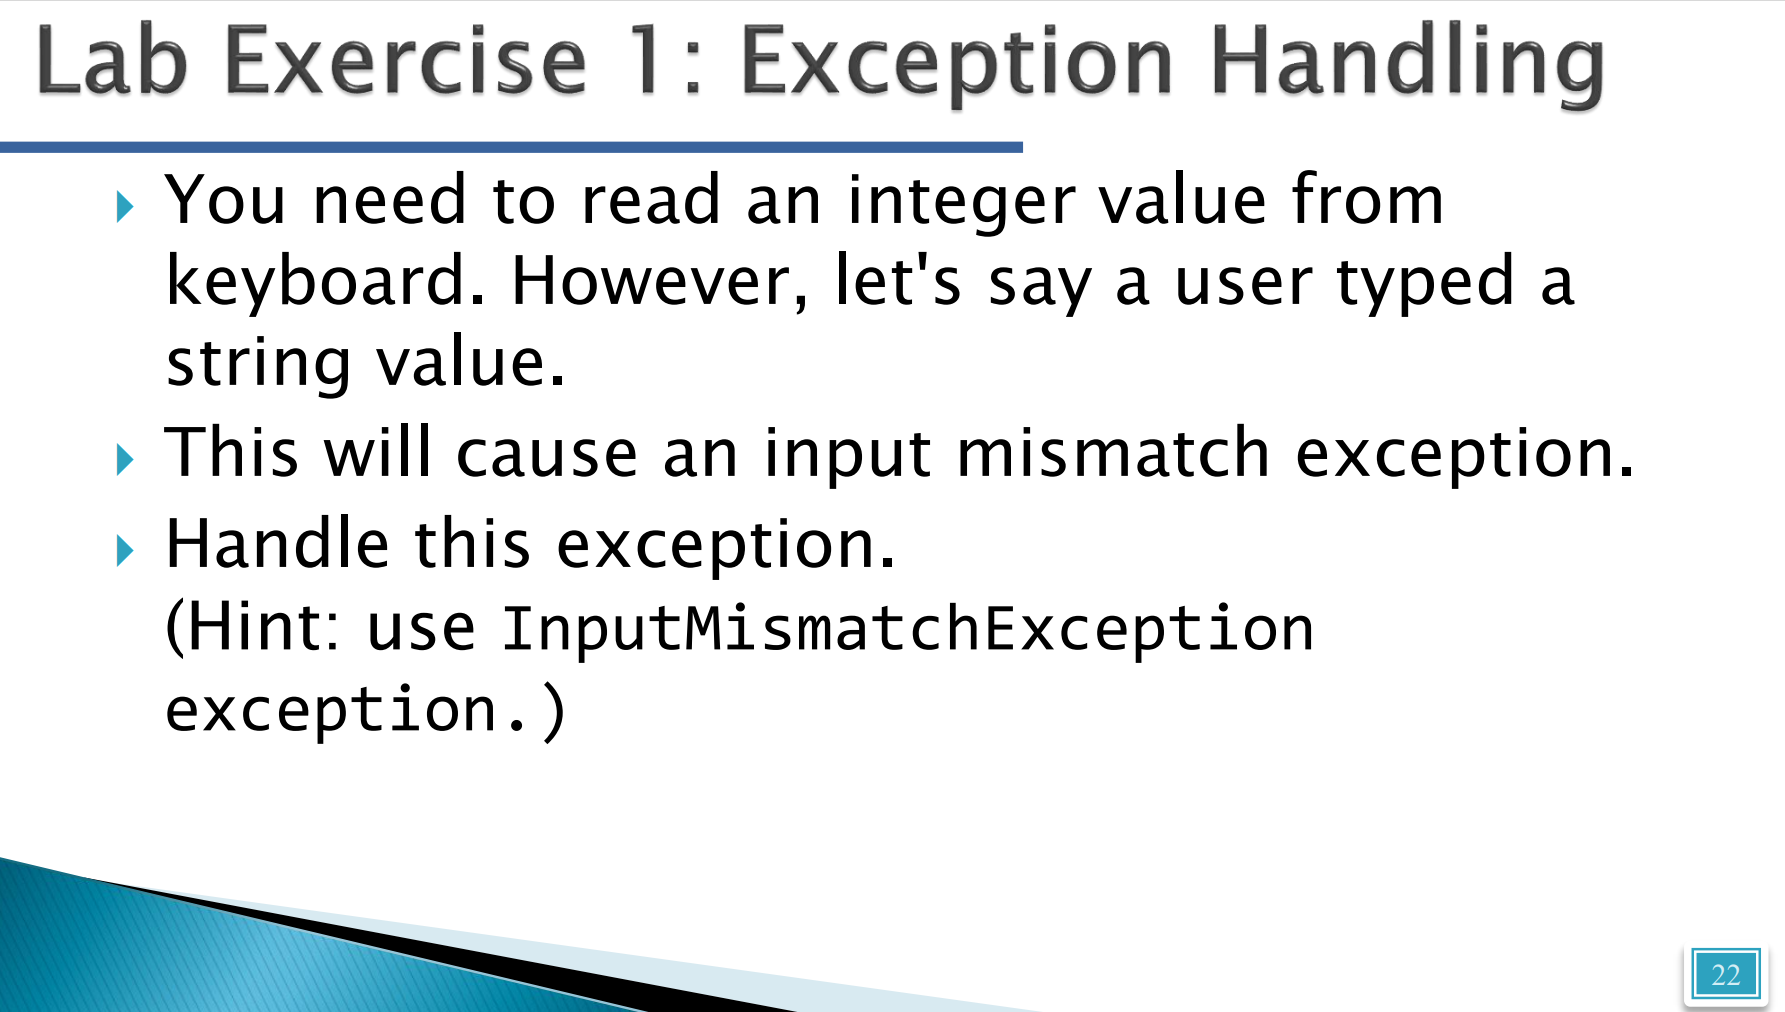 Lab Exercise 1: Exception Handling
You need to read an integer value from
keyboard. However, let's say a user typed a
string value.
This will cause an input mismatch exception.
Handle this exception.
(Hint: use InputMismatchException
exception.)
22